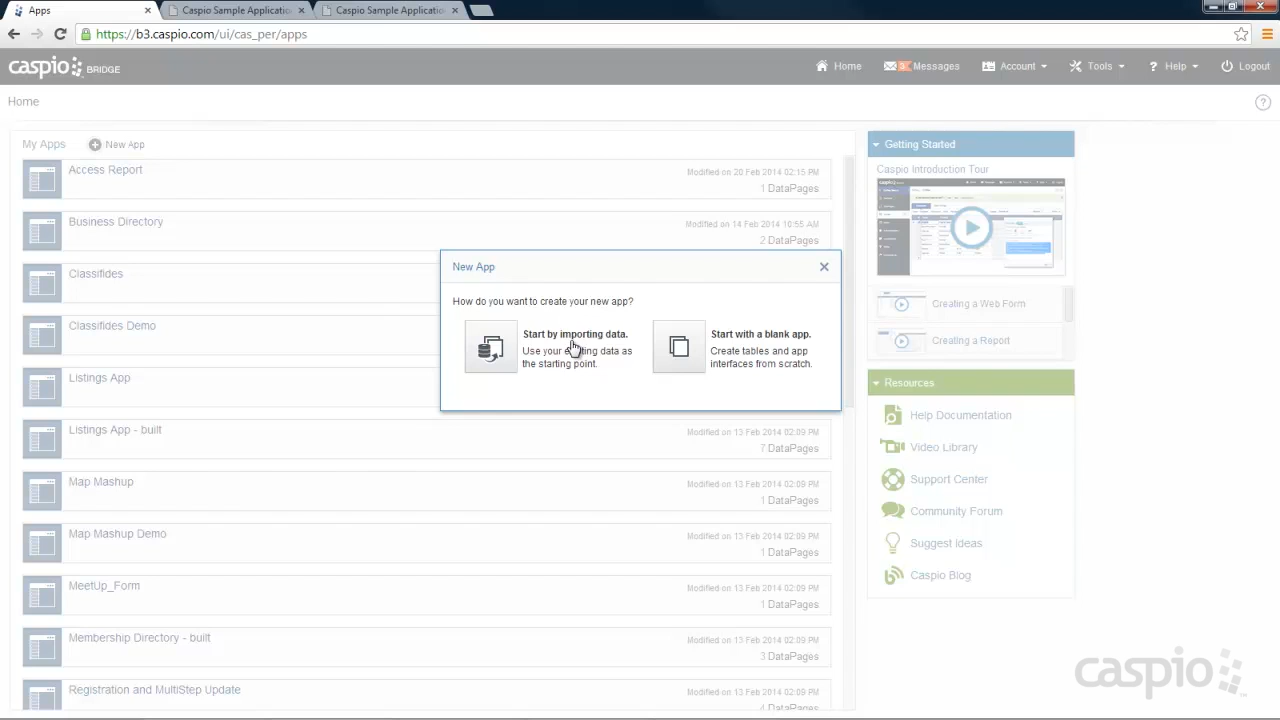 Apps
Caspio Sample Application
Caspio Sample Application
https://b3.caspio.com/ui/cas_per/apps
caspio BRIDGE
Home
Messages
Account
Tools
? Help
Logout
Home
?
My Apps
New App
Access Report
Modified on 20 Feb 2014 02:15 PM
1 DataPages
Business Directory
Modified on 14 Feb 2014 10:55 AM
2 DataPages
Classifides
Classifides Demo
Listings App
Listings App - built
Modified on 13 Feb 2014 02:09 PM
7 DataPages
Map Mashup
Modified on 13 Feb 2014 02:09 PM
1 DataPages
Map Mashup Demo
Modified on 13 Feb 2014 02:09 PM
1 DataPages
MeetUp_Form
Modified on 13 Feb 2014 02:09 PM
1 DataPages
Membership Directory - built
Modified on 13 Feb 2014 02:09 PM
3 DataPages
Registration and MultiStep Update
Modified on 13 Feb 2014 02:09 PM
4 DataPages
New App
How do you want to create your new app?
Start by importing data.
Use your existing data as
the starting point.
Start with a blank app.
Create tables and app
interfaces from scratch.
Getting Started
Caspio Introduction Tour
Creating a Web Form
Creating a Report
Resources
Help Documentation
Video Library
Support Center
Community Forum
Suggest Ideas
Caspio Blog
caspio